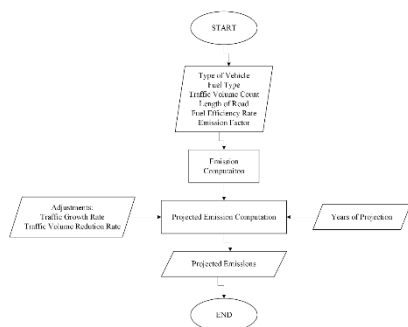 START
Type of Vehicle
Fuel Type
Traffic Volume Count
Length of Road
Fuel Efficiency Rate
Emission Factor
Emission
Computation
Adjustments:
Traffic Growth Rate
Traffic Volume Redution Rate
Projected Emission Computation
Years of Projection
Projected Emissions
END